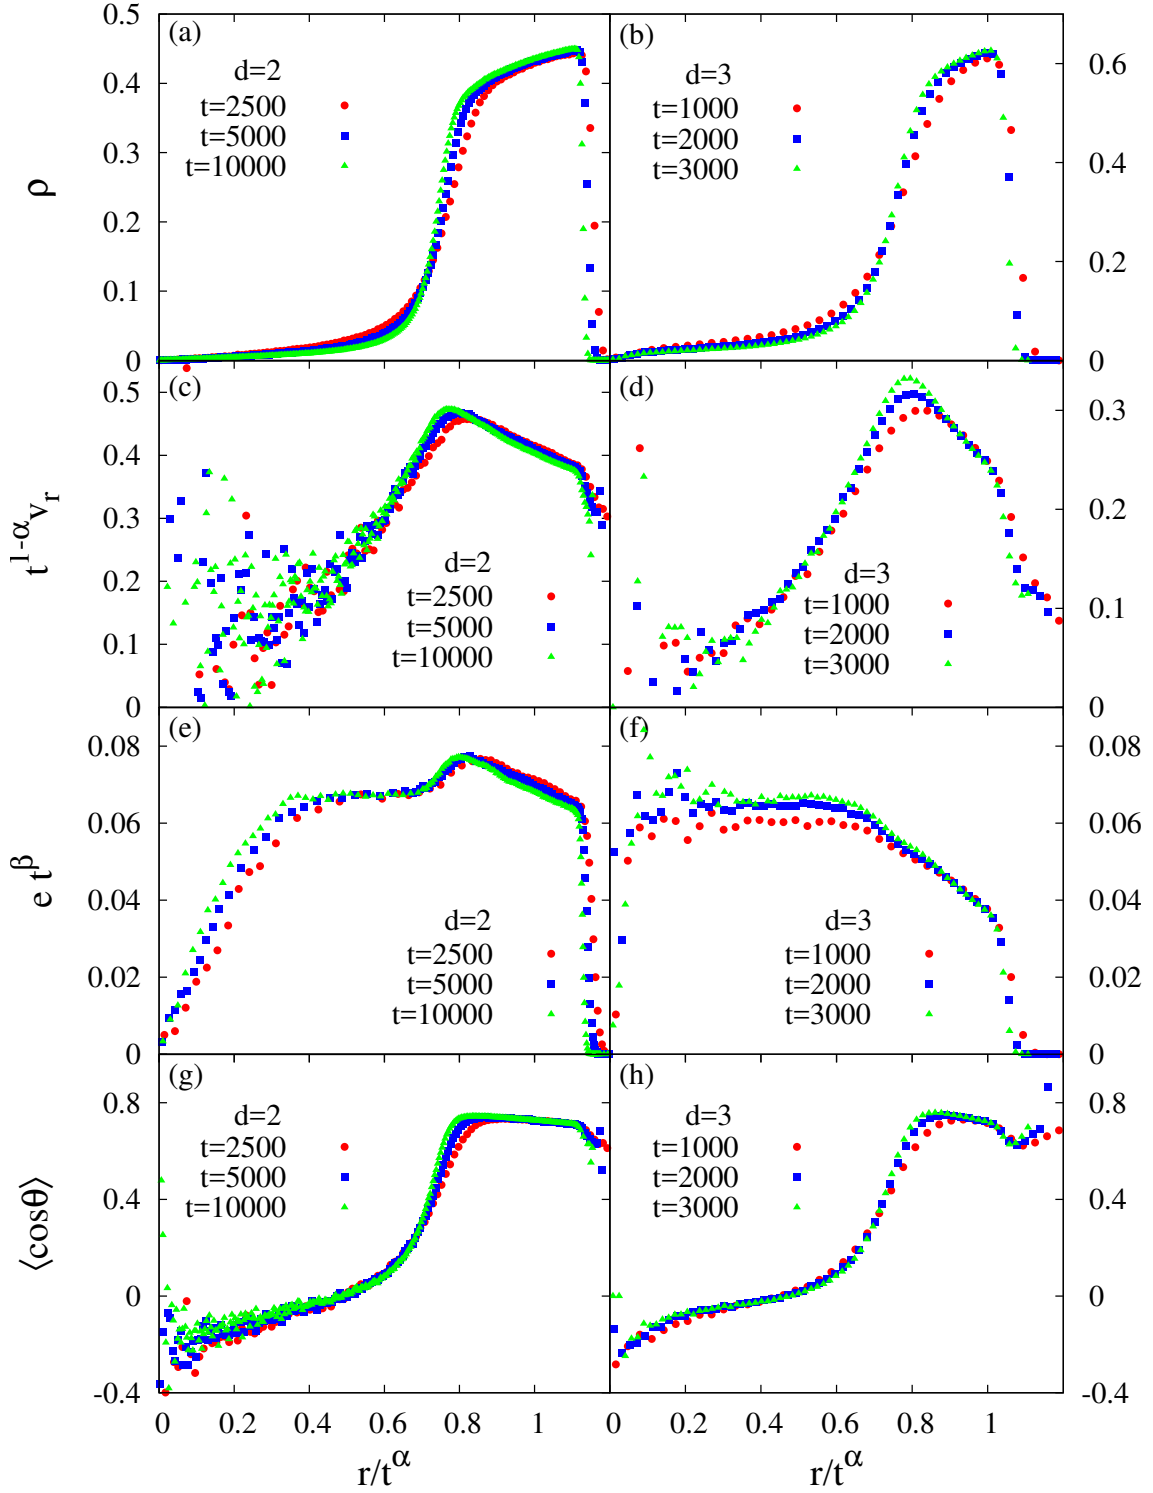 (a)
d=2
t=2500
t=5000
t=10000
ρ
0.5
0.4
0.3
0.2
0.1
0
(b)
d=3
t=1000
t=2000
t=3000
0.6
0.4
0.2
0
(c)
d=2
t=2500
t=5000
t=10000
t^{1-α}v_r
0.5
0.4
0.3
0.2
0.1
0
(d)
d=3
t=1000
t=2000
t=3000
0.3
0.2
0.1
0
(e)
d=2
t=2500
t=5000
t=10000
e t^β
0.08
0.06
0.04
0.02
0
(f)
d=3
t=1000
t=2000
t=3000
0.08
0.06
0.04
0.02
0
(g)
d=2
t=2500
t=5000
t=10000
⟨cosθ⟩
0.8
0.4
0
-0.4
0 0.2 0.4 0.6 0.8 1
r/t^α
(h)
d=3
t=1000
t=2000
t=3000
0.8
0.4
0
-0.4
0 0.2 0.4 0.6 0.8 1
r/t^α